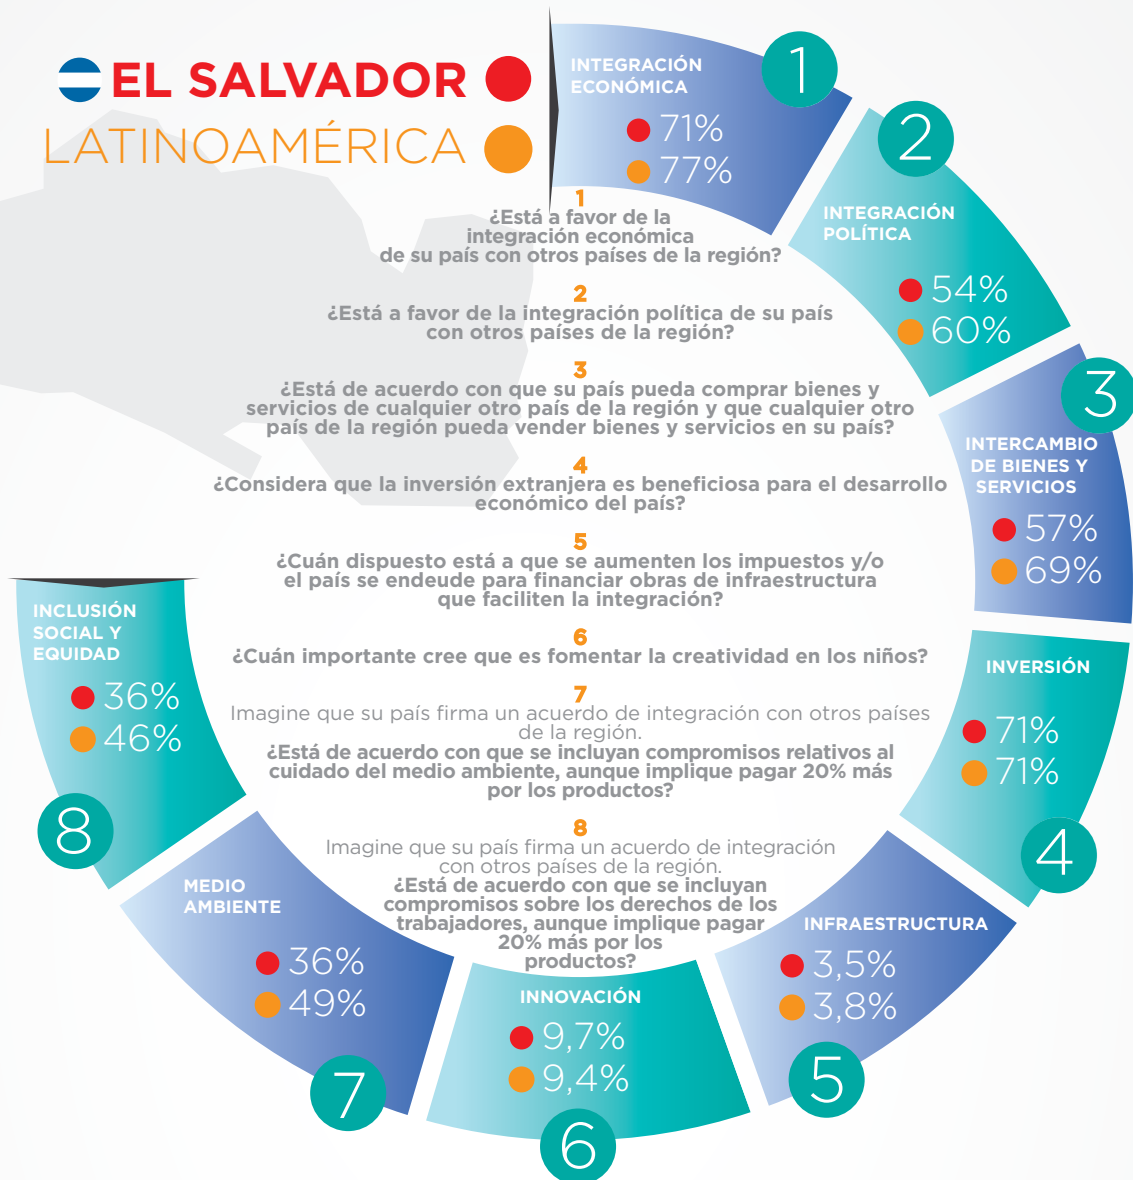 EL SALVADOR
LATINOAMÉRICA
INTEGRACIÓN
ECONÓMICA
71%
77%
1
INTEGRACIÓN
POLÍTICA
54%
60%
2
INTERCAMBIO
DE BIENES Y
SERVICIOS
57%
69%
3
INVERSIÓN
71%
71%
4
INFRAESTRUCTURA
3,5%
3,8%
5
INNOVACIÓN
9,7%
9,4%
6
MEDIO
AMBIENTE
36%
49%
7
INCLUSIÓN
SOCIAL Y
EQUIDAD
36%
46%
8
1
¿Está a favor de la
integración económica
de su país con otros países de la región?
2
¿Está a favor de la integración política de su país
con otros países de la región?
3
¿Está de acuerdo con que su país pueda comprar bienes y
servicios de cualquier otro país de la región y que cualquier otro
país de la región pueda vender bienes y servicios en su país?
4
¿Considera que la inversión extranjera es beneficiosa para el desarrollo
económico del país?
5
¿Cuán dispuesto está a que se aumenten los impuestos y/o
el país se endeude para financiar obras de infraestructura
que faciliten la integración?
6
¿Cuán importante cree que es fomentar la creatividad en los niños?
7
Imagine que su país firma un acuerdo de integración con otros países
de la región.
¿Está de acuerdo con que se incluyan compromisos relativos al
cuidado del medio ambiente, aunque implique pagar 20% más
por los productos?
8
Imagine que su país firma un acuerdo de integración
con otros países de la región.
¿Está de acuerdo con que se incluyan
compromisos sobre los derechos de los
trabajadores, aunque implique pagar
20% más por los
productos?